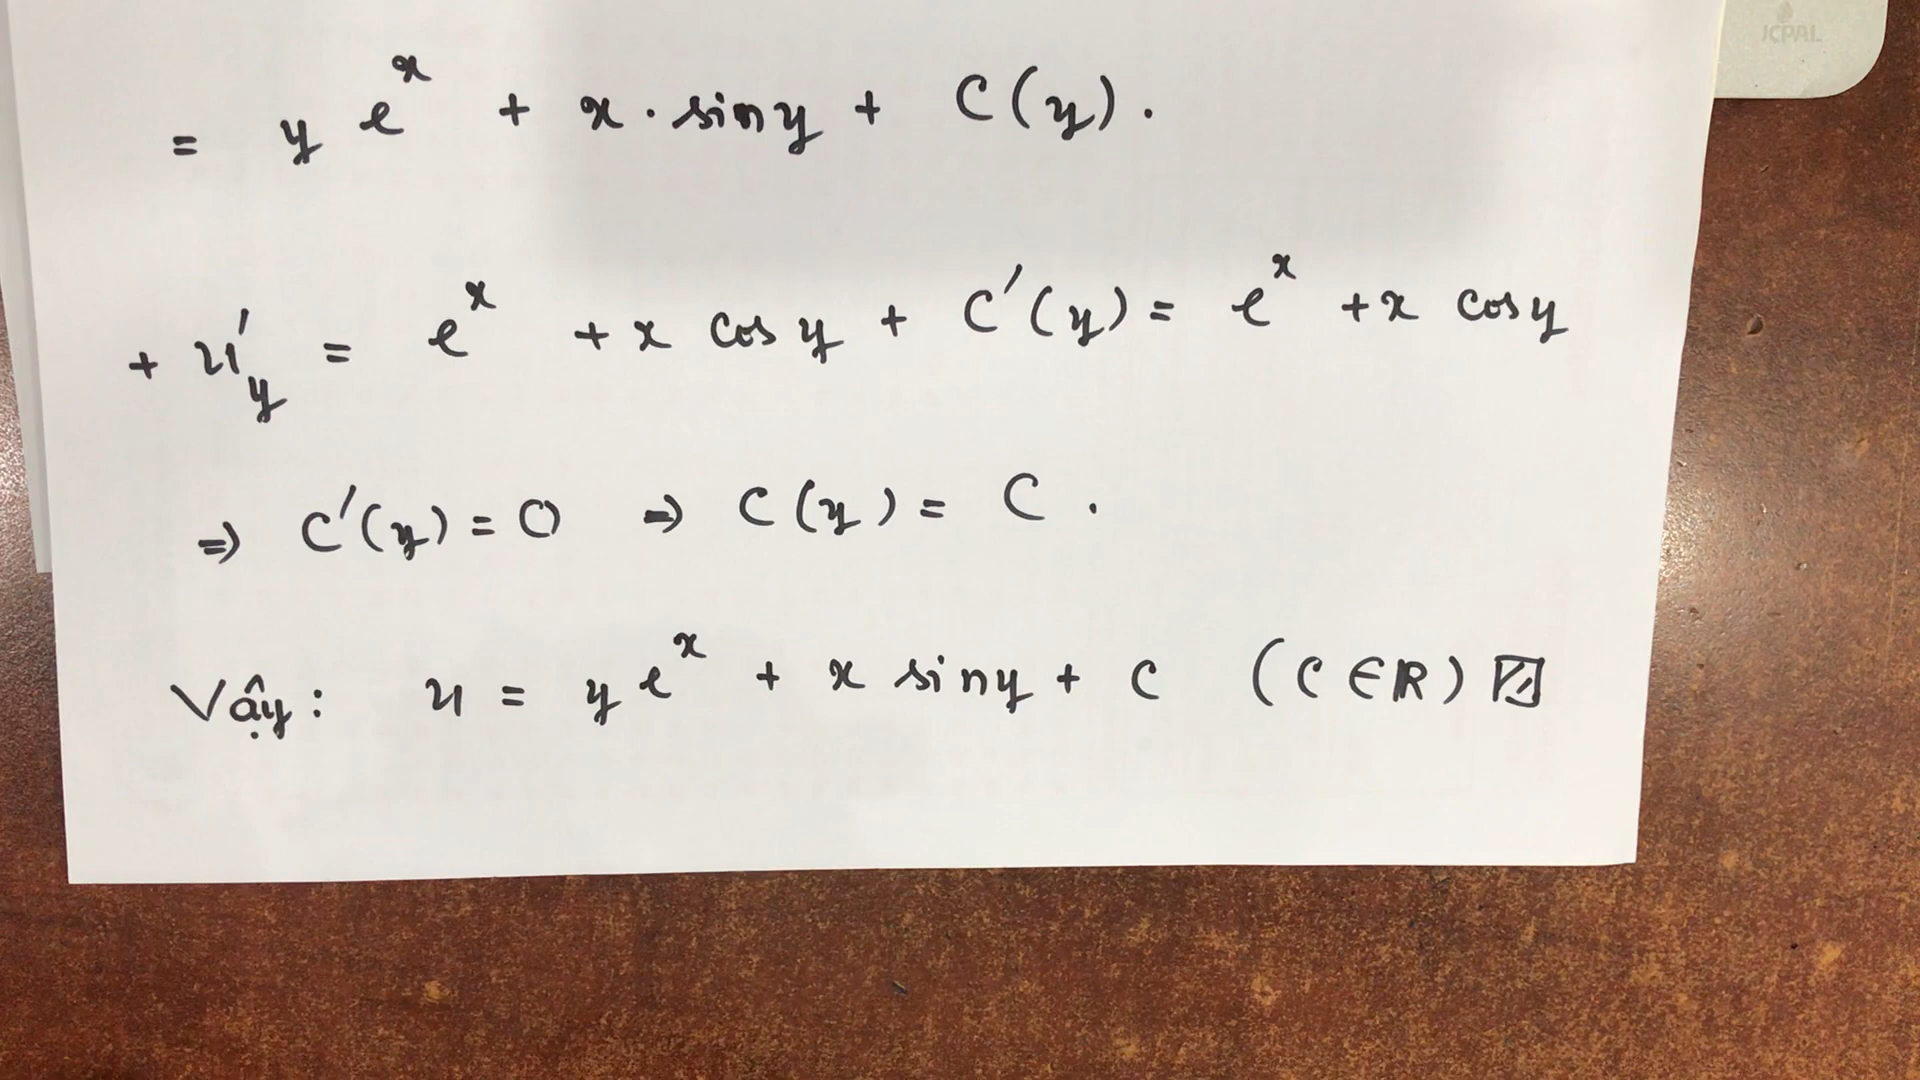 JCPAL
= y e^x + x . sin y + C(y).
+ u'_y = e^x + x cos y + C'(y) = e^x + x cos y
⇒ C'(y) = 0 ⇒ C(y) = C .
Vậy : u = y e^x + x sin y + C (C ∈ ℝ) ▨